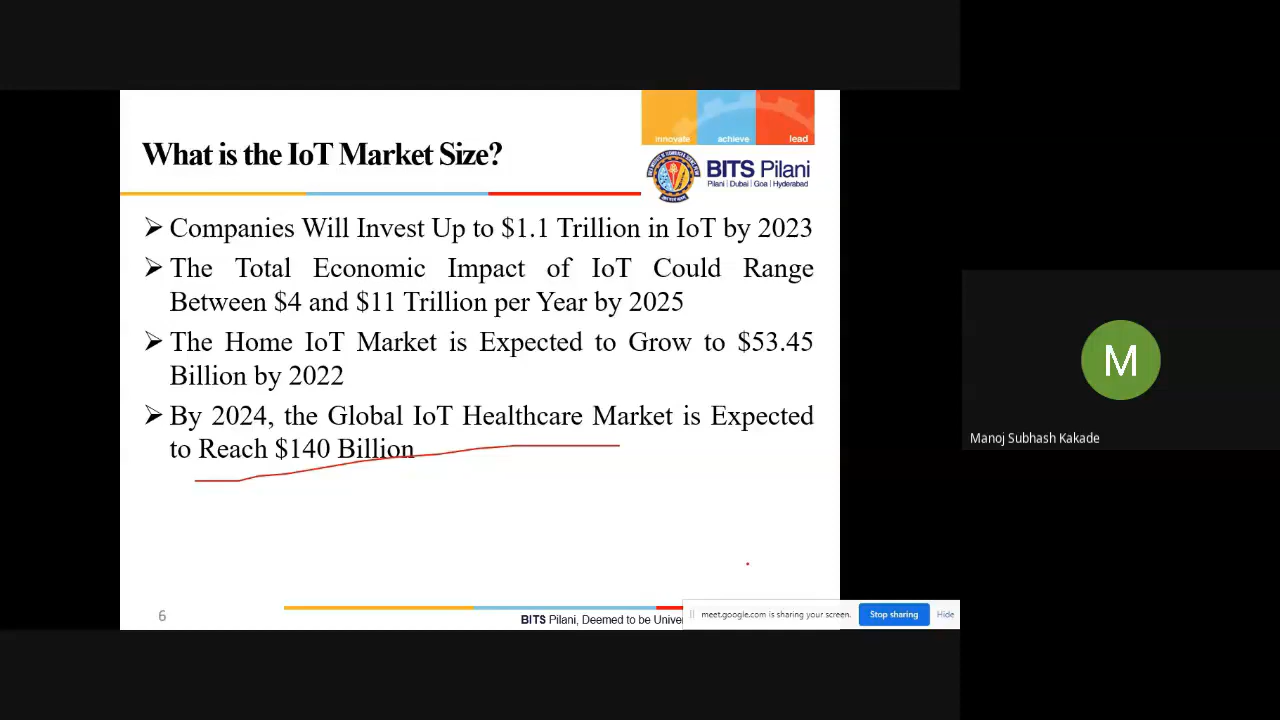 innovate achieve lead
What is the IoT Market Size?
BITS Pilani
Pilani | Dubai | Goa | Hyderabad
➢ Companies Will Invest Up to $1.1 Trillion in IoT by 2023
➢ The Total Economic Impact of IoT Could Range
Between $4 and $11 Trillion per Year by 2025
➢ The Home IoT Market is Expected to Grow to $53.45
Billion by 2022
➢ By 2024, the Global IoT Healthcare Market is Expected
to Reach $140 Billion
M
Manoj Subhash Kakade
6
BITS Pilani, Deemed to be Univer
meet.google.com is sharing your screen.
Stop sharing
Hide